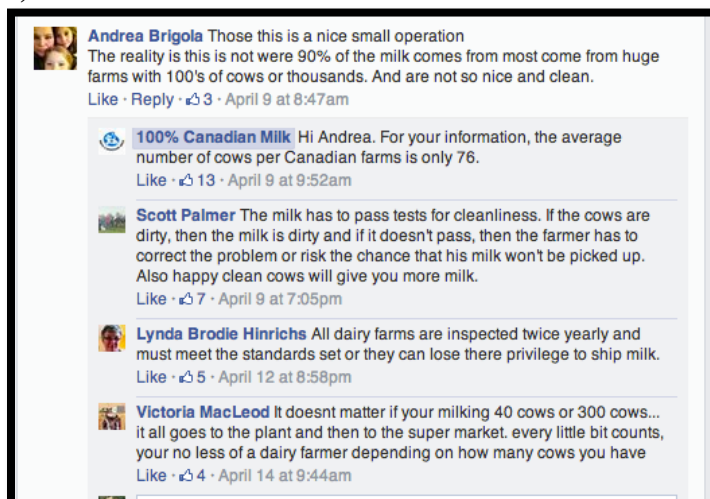 Andrea Brigola Those this is a nice small operation
The reality is this is not were 90% of the milk comes from most come from huge
farms with 100's of cows or thousands. And are not so nice and clean.
Like · Reply · 3 · April 9 at 8:47am
100% Canadian Milk Hi Andrea. For your information, the average
number of cows per Canadian farms is only 76.
Like · 13 · April 9 at 9:52am
Scott Palmer The milk has to pass tests for cleanliness. If the cows are
dirty, then the milk is dirty and if it doesn't pass, then the farmer has to
correct the problem or risk the chance that his milk won't be picked up.
Also happy clean cows will give you more milk.
Like · 7 · April 9 at 7:05pm
Lynda Brodie Hinrichs All dairy farms are inspected twice yearly and
must meet the standards set or they can lose there privilege to ship milk.
Like · 5 · April 12 at 8:58pm
Victoria MacLeod It doesnt matter if your milking 40 cows or 300 cows...
it all goes to the plant and then to the super market. every little bit counts,
your no less of a dairy farmer depending on how many cows you have
Like · 4 · April 14 at 9:44am